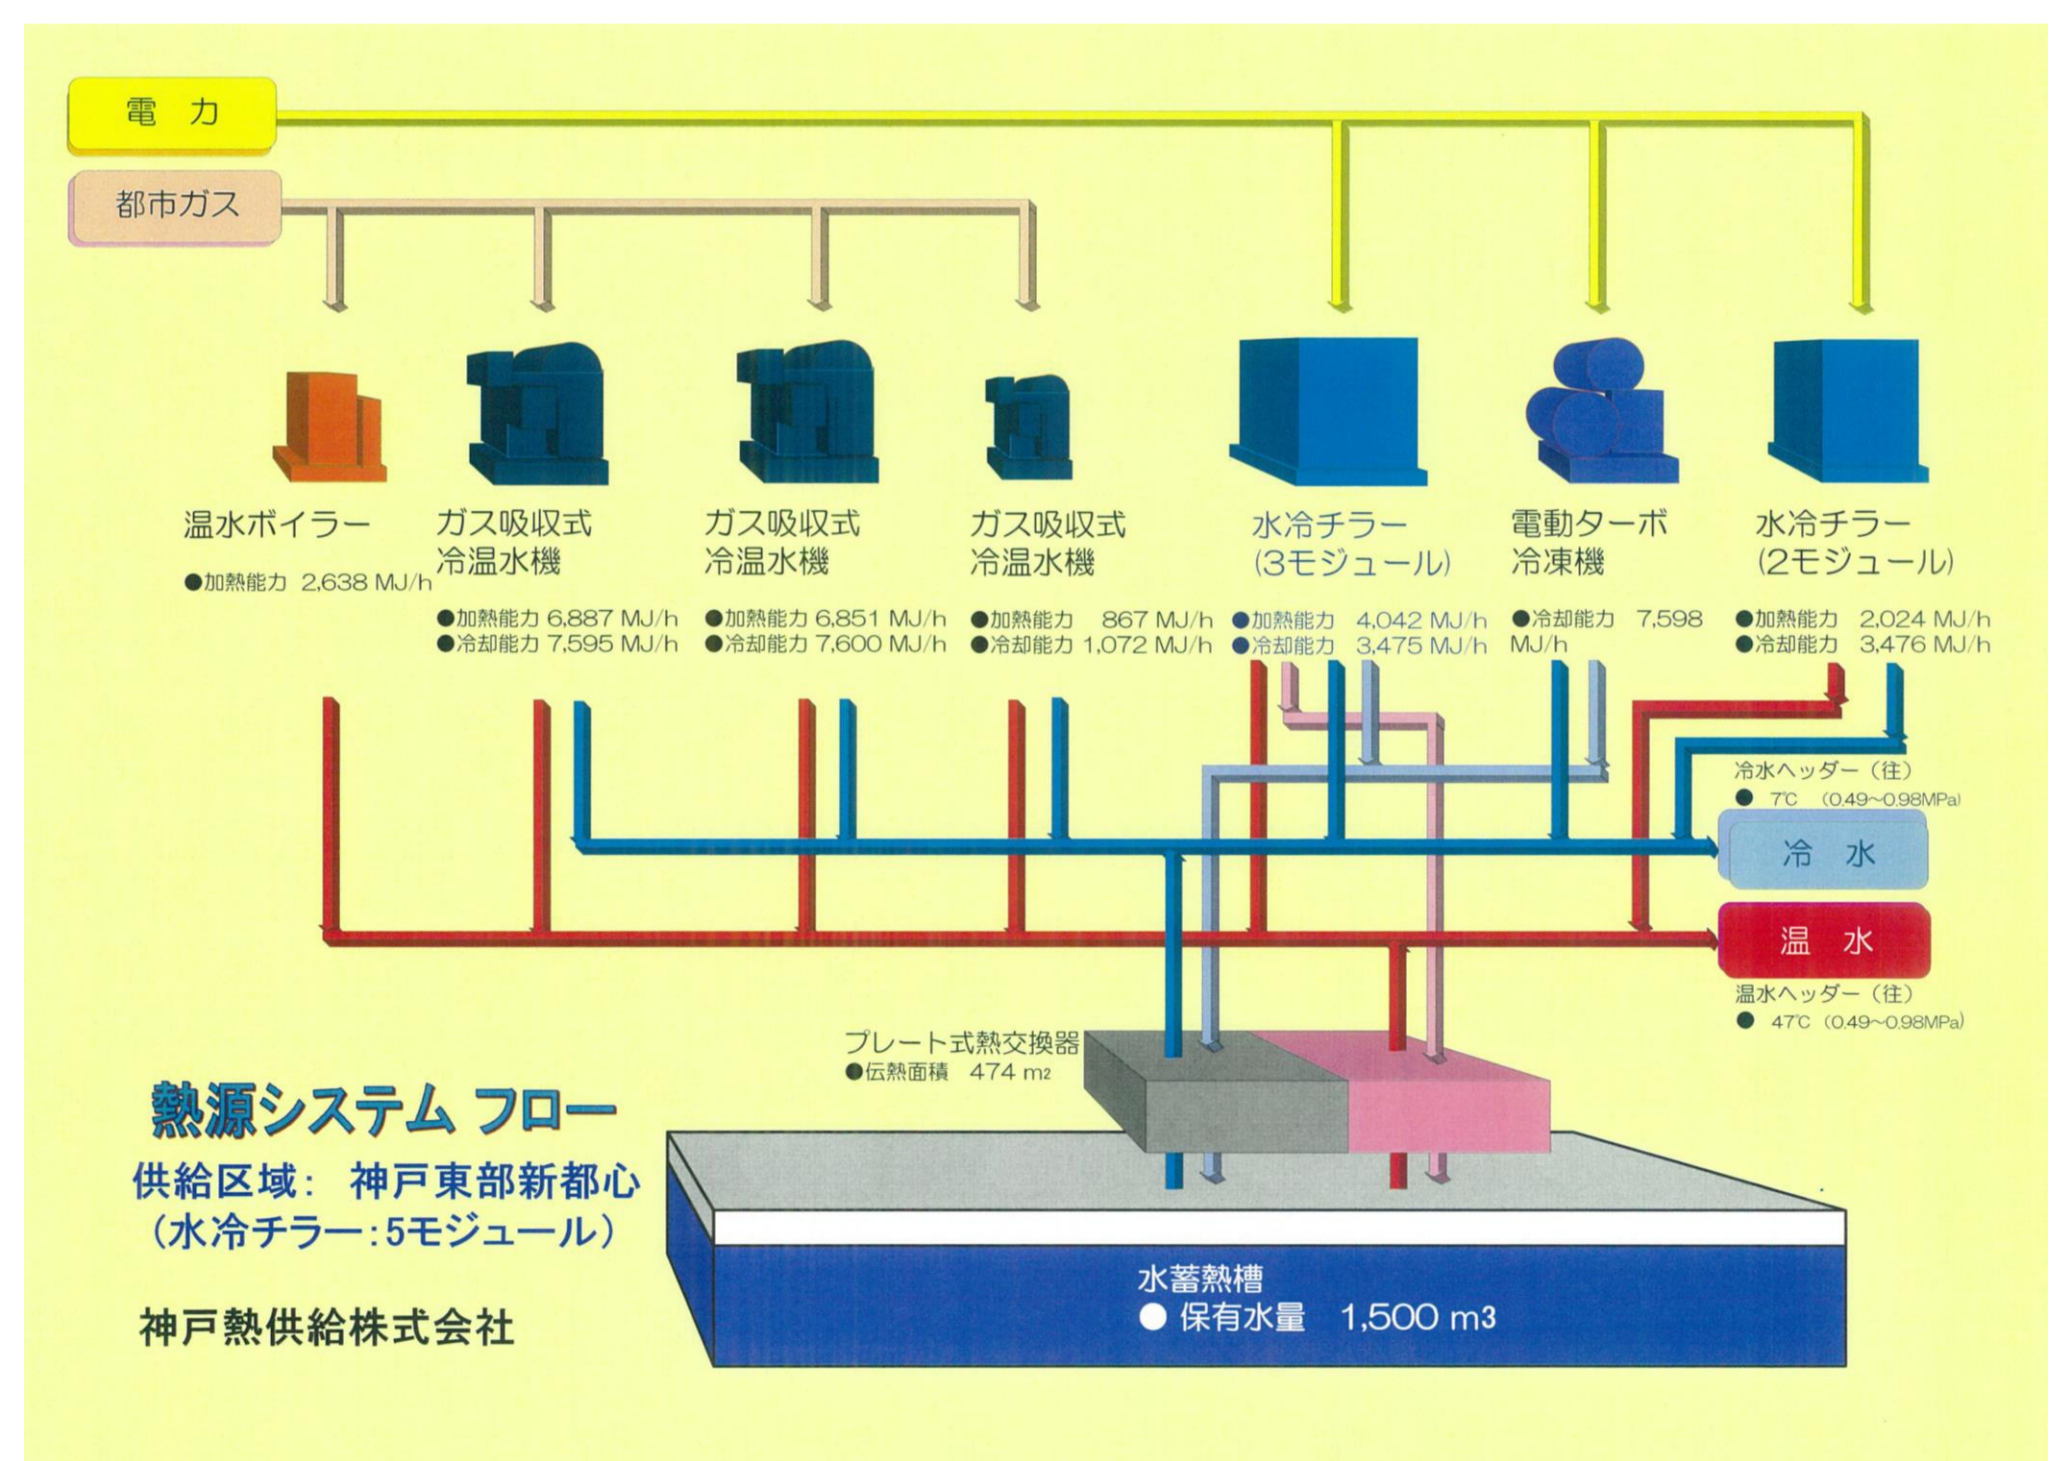 電　力
都市ガス
温水ボイラー
●加熱能力 2,638 MJ/h
ガス吸収式
冷温水機
●加熱能力 6,887 MJ/h
●冷却能力 7,595 MJ/h
ガス吸収式
冷温水機
●加熱能力 6,851 MJ/h
●冷却能力 7,600 MJ/h
ガス吸収式
冷温水機
●加熱能力　867 MJ/h
●冷却能力 1,072 MJ/h
水冷チラー
(3モジュール)
●加熱能力　4,042 MJ/h
●冷却能力　3,475 MJ/h
電動ターボ
冷凍機
●冷却能力　7,598
MJ/h
水冷チラー
(2モジュール)
●加熱能力　2,024 MJ/h
●冷却能力　3,476 MJ/h
冷水ヘッダー（往）
●　7℃　（0.49～0.98MPa)
冷　水
温　水
温水ヘッダー（往）
●　47℃（0.49～0.98MPa)
プレート式熱交換器
●伝熱面積　474 m2
熱源システム フロー
供給区域：　神戸東部新都心
（水冷チラー：5モジュール）
神戸熱供給株式会社
水蓄熱槽
● 保有水量　1,500 m3